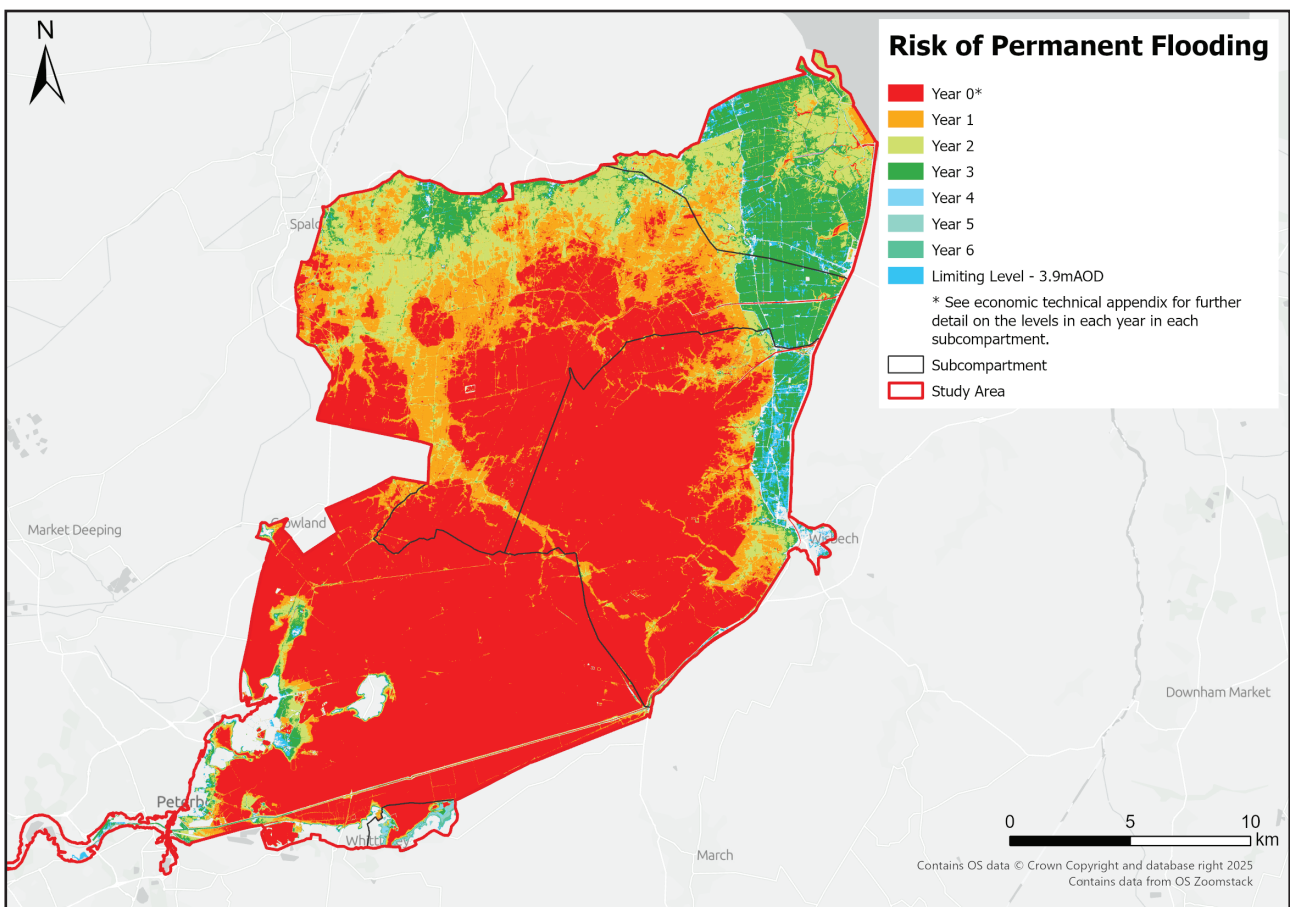 N
Risk of Permanent Flooding
Year 0*
Year 1
Year 2
Year 3
Year 4
Year 5
Year 6
Limiting Level - 3.9mAOD
* See economic technical appendix for further
detail on the levels in each year in each
subcompartment.
Subcompartment
Study Area
Spald
Market Deeping
Crowland
Wisbech
Downham Market
Peterbo
March
0 5 10
km
Contains OS data © Crown Copyright and database right 2025
Contains data from OS Zoomstack